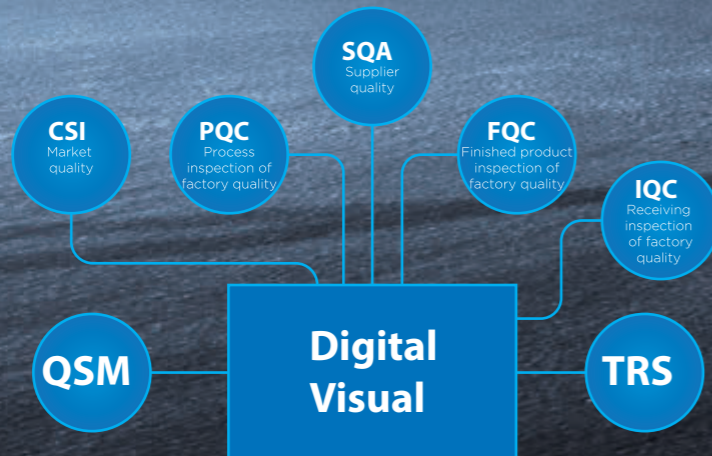 SQA
Supplier
quality
CSI
Market
quality
PQC
Process
inspection of
factory quality
FQC
Finished product
inspection of
factory quality
IQC
Receiving
inspection
of factory
quality
QSM
Digital
Visual
TRS